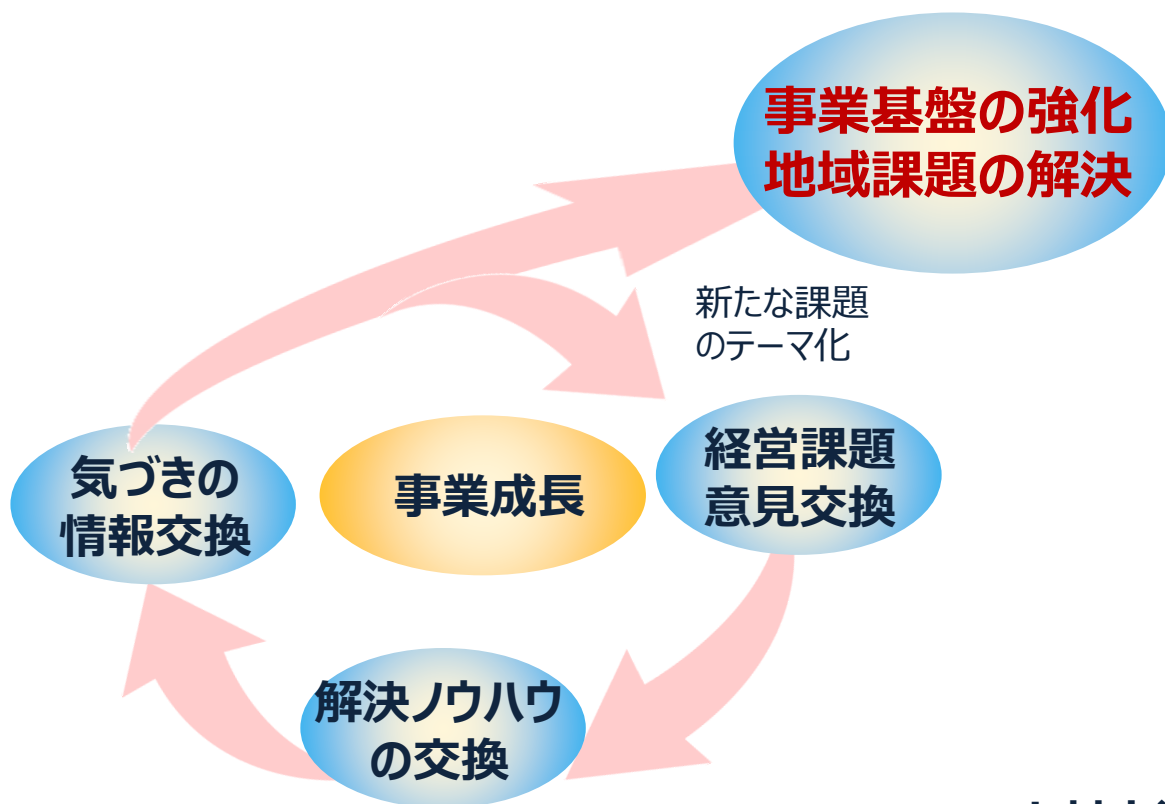 事業基盤の強化
地域課題の解決
新たな課題
のテーマ化
経営課題
意見交換
気づきの
情報交換
事業成長
解決ノウハウ
の交換